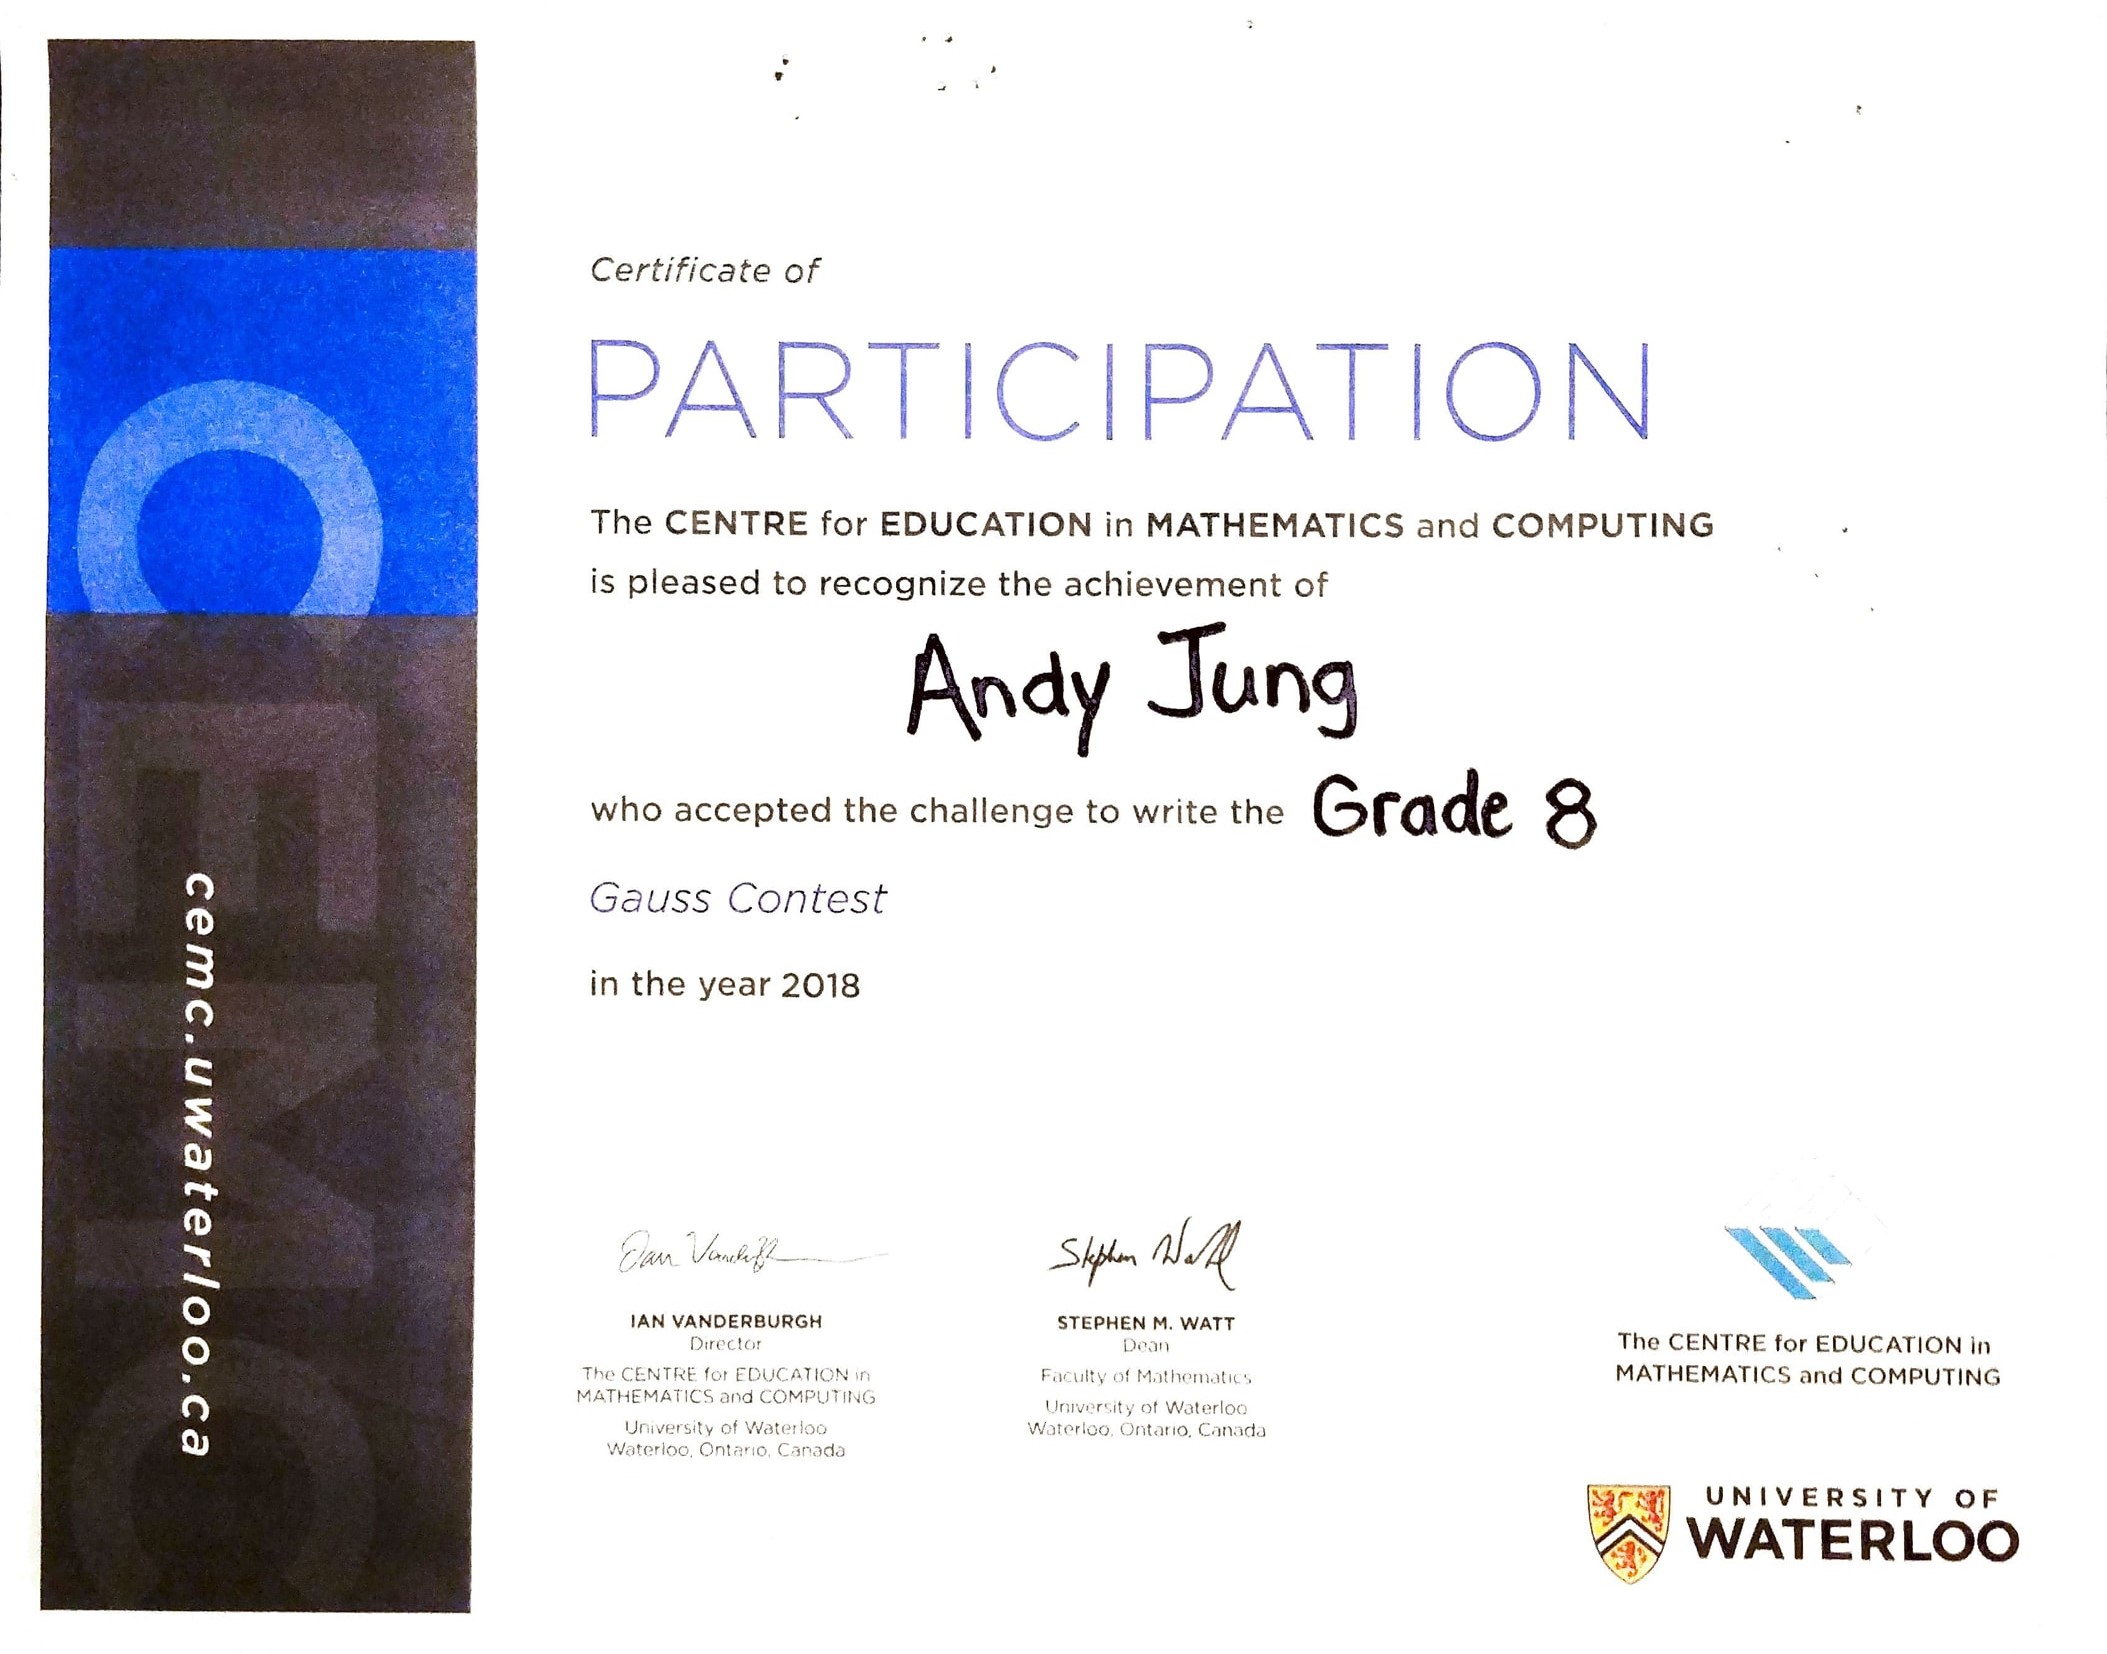 Certificate of
PARTICIPATION
The CENTRE for EDUCATION in MATHEMATICS and COMPUTING
is pleased to recognize the achievement of
Andy Jung
who accepted the challenge to write the Grade 8
Gauss Contest
in the year 2018
cemc.uwaterloo.ca
CEMC
Ian Vanderburgh
IAN VANDERBURGH
Director
The CENTRE for EDUCATION in
MATHEMATICS and COMPUTING
University of Waterloo
Waterloo, Ontario, Canada
Stephen Watt
STEPHEN M. WATT
Dean
Faculty of Mathematics
University of Waterloo
Waterloo, Ontario, Canada
The CENTRE for EDUCATION in
MATHEMATICS and COMPUTING
UNIVERSITY OF
WATERLOO